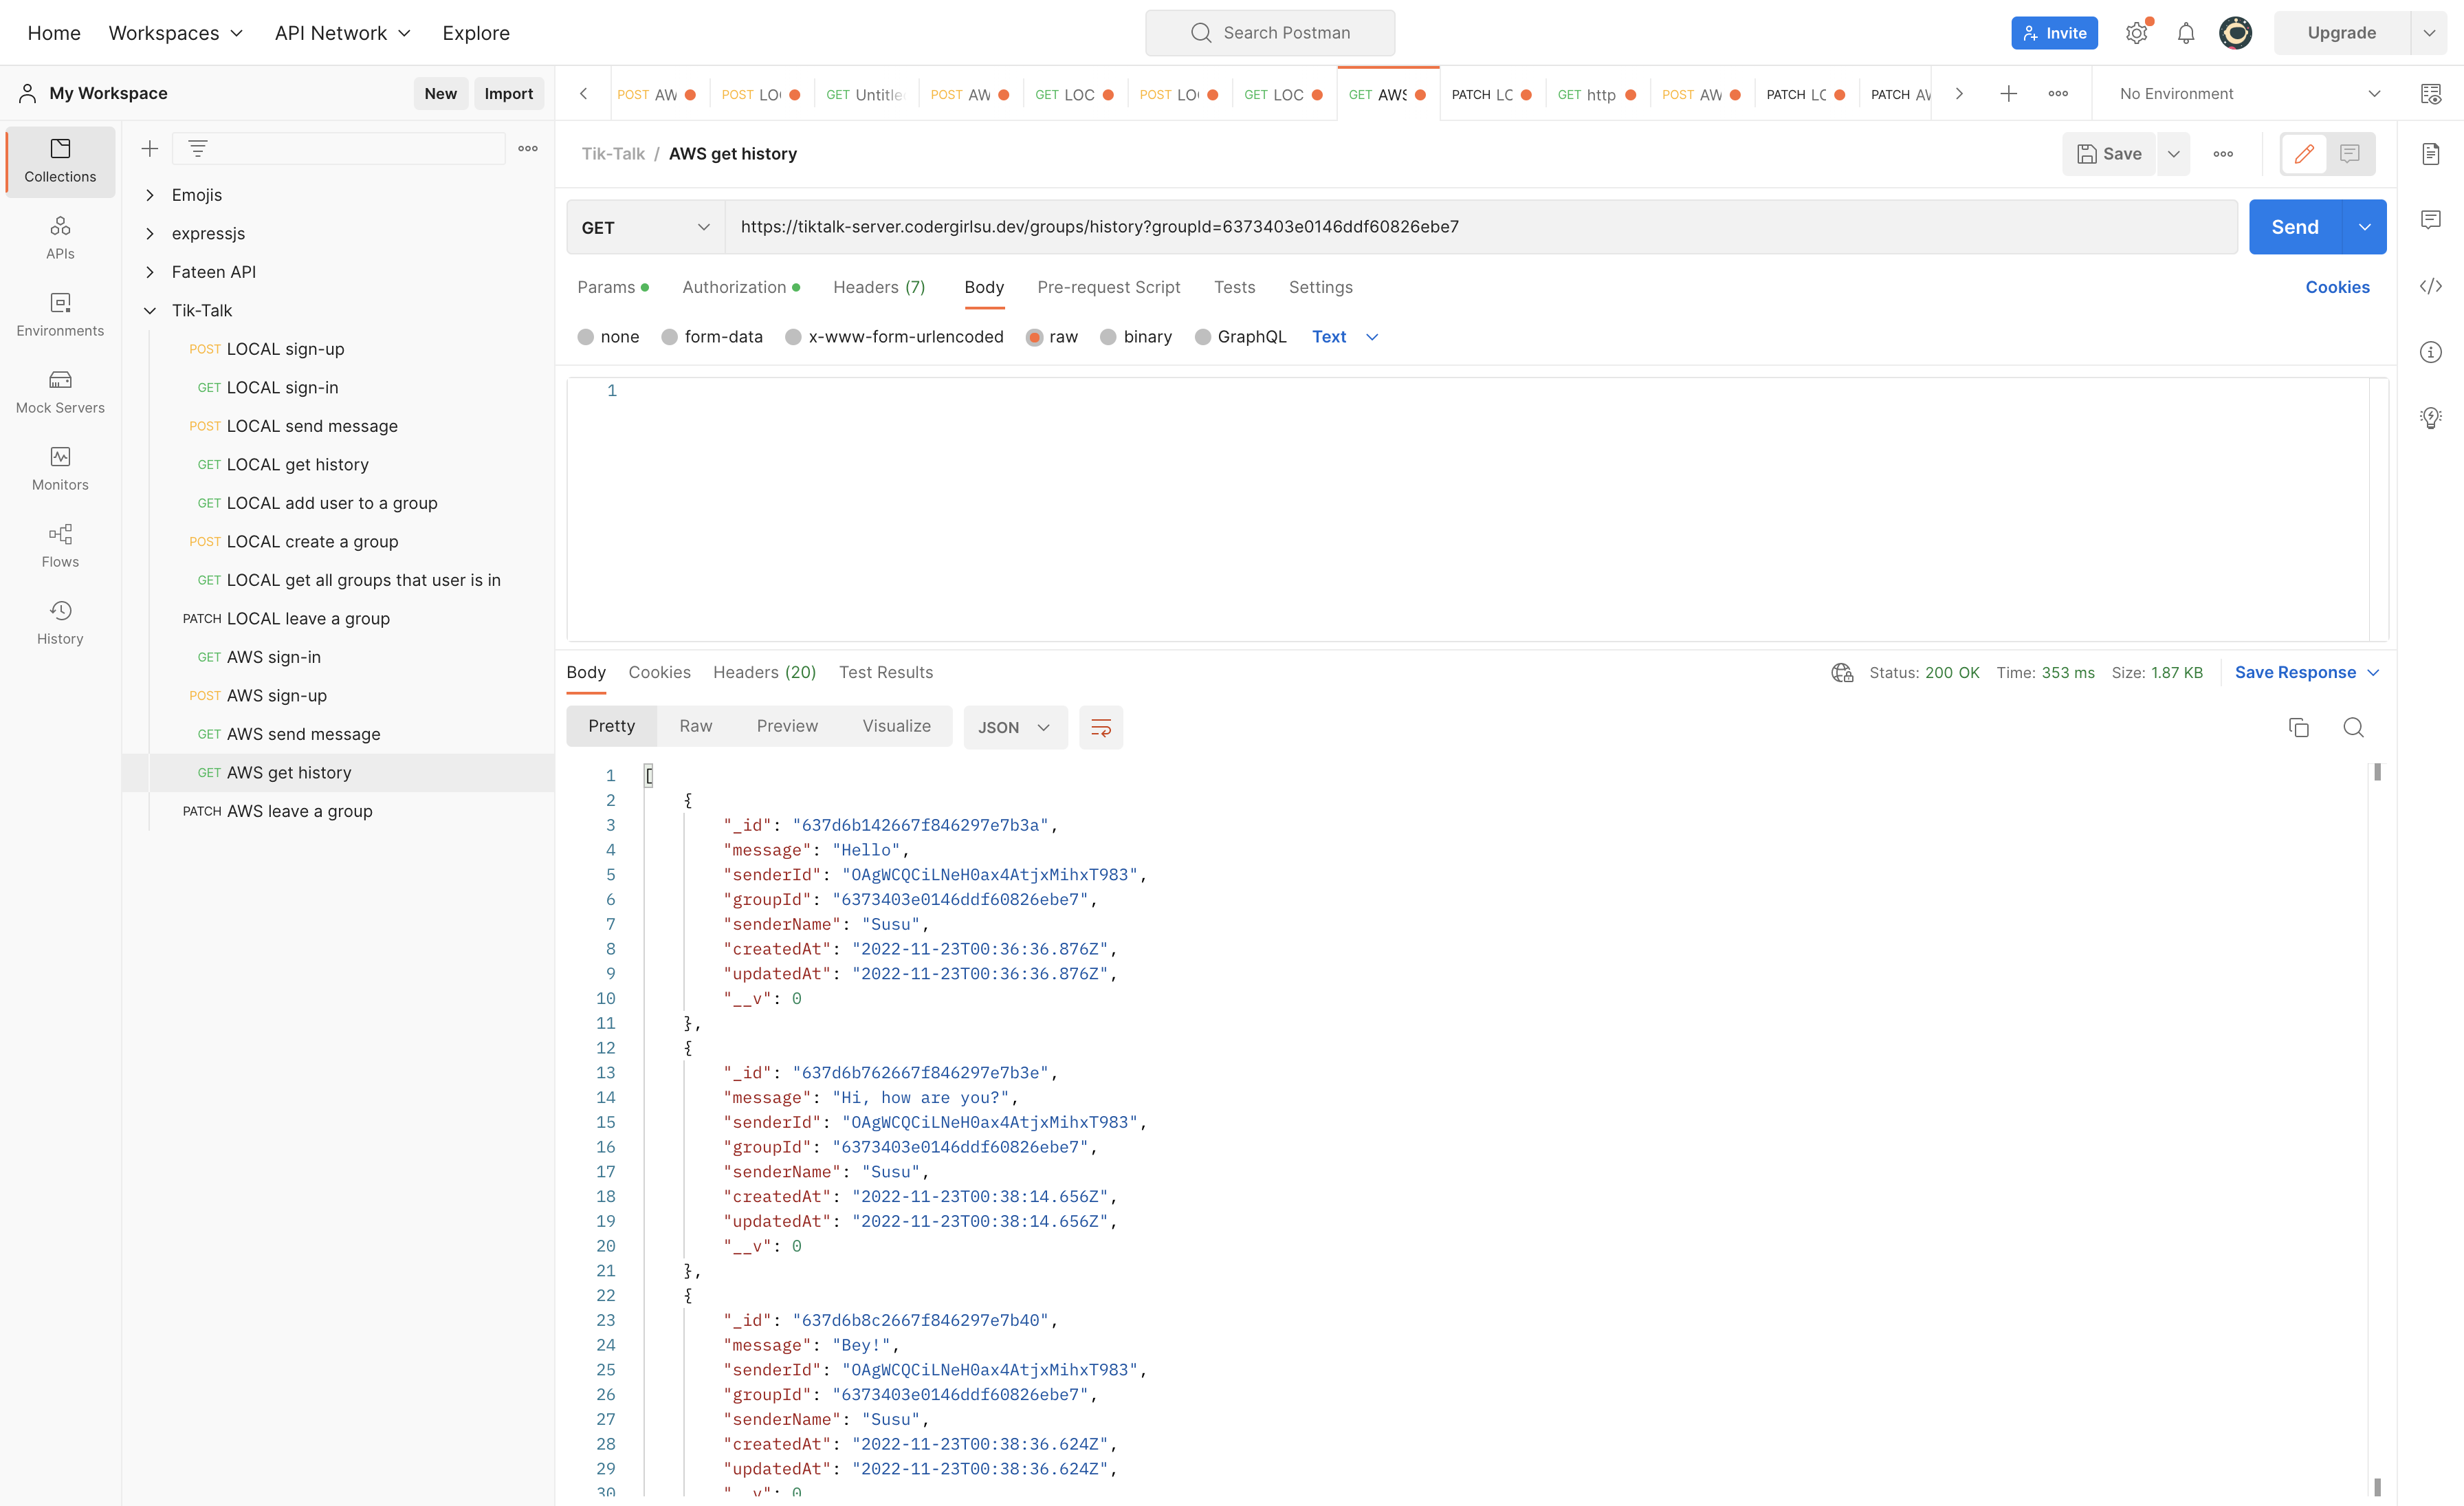 Home Workspaces API Network Explore Search Postman Invite Upgrade
My Workspace New Import POST AW POST LO GET Untitle POST AW GET LOC POST LO GET LOC GET AWS PATCH LC GET http POST AW PATCH LC PATCH AW No Environment
Collections
APIs
Environments
Mock Servers
Monitors
Flows
History
Emojis
expressjs
Fateen API
Tik-Talk
POST LOCAL sign-up
GET LOCAL sign-in
POST LOCAL send message
GET LOCAL get history
GET LOCAL add user to a group
POST LOCAL create a group
GET LOCAL get all groups that user is in
PATCH LOCAL leave a group
GET AWS sign-in
POST AWS sign-up
GET AWS send message
GET AWS get history
PATCH AWS leave a group
Tik-Talk / AWS get history Save
GET https://tiktalk-server.codergirlsu.dev/groups/history?groupId=6373403e0146ddf60826ebe7 Send
Params Authorization Headers (7) Body Pre-request Script Tests Settings Cookies
none form-data x-www-form-urlencoded raw binary GraphQL Text
1
Body Cookies Headers (20) Test Results Status: 200 OK Time: 353 ms Size: 1.87 KB Save Response
Pretty Raw Preview Visualize JSON
1 [
2 {
3 "_id": "637d6b142667f846297e7b3a",
4 "message": "Hello",
5 "senderId": "OAgWCQCiLNeH0ax4AtjxMihxT983",
6 "groupId": "6373403e0146ddf60826ebe7",
7 "senderName": "Susu",
8 "createdAt": "2022-11-23T00:36:36.876Z",
9 "updatedAt": "2022-11-23T00:36:36.876Z",
10 "__v": 0
11 },
12 {
13 "_id": "637d6b762667f846297e7b3e",
14 "message": "Hi, how are you?",
15 "senderId": "OAgWCQCiLNeH0ax4AtjxMihxT983",
16 "groupId": "6373403e0146ddf60826ebe7",
17 "senderName": "Susu",
18 "createdAt": "2022-11-23T00:38:14.656Z",
19 "updatedAt": "2022-11-23T00:38:14.656Z",
20 "__v": 0
21 },
22 {
23 "_id": "637d6b8c2667f846297e7b40",
24 "message": "Bey!",
25 "senderId": "OAgWCQCiLNeH0ax4AtjxMihxT983",
26 "groupId": "6373403e0146ddf60826ebe7",
27 "senderName": "Susu",
28 "createdAt": "2022-11-23T00:38:36.624Z",
29 "updatedAt": "2022-11-23T00:38:36.624Z",
30 "__v": 0